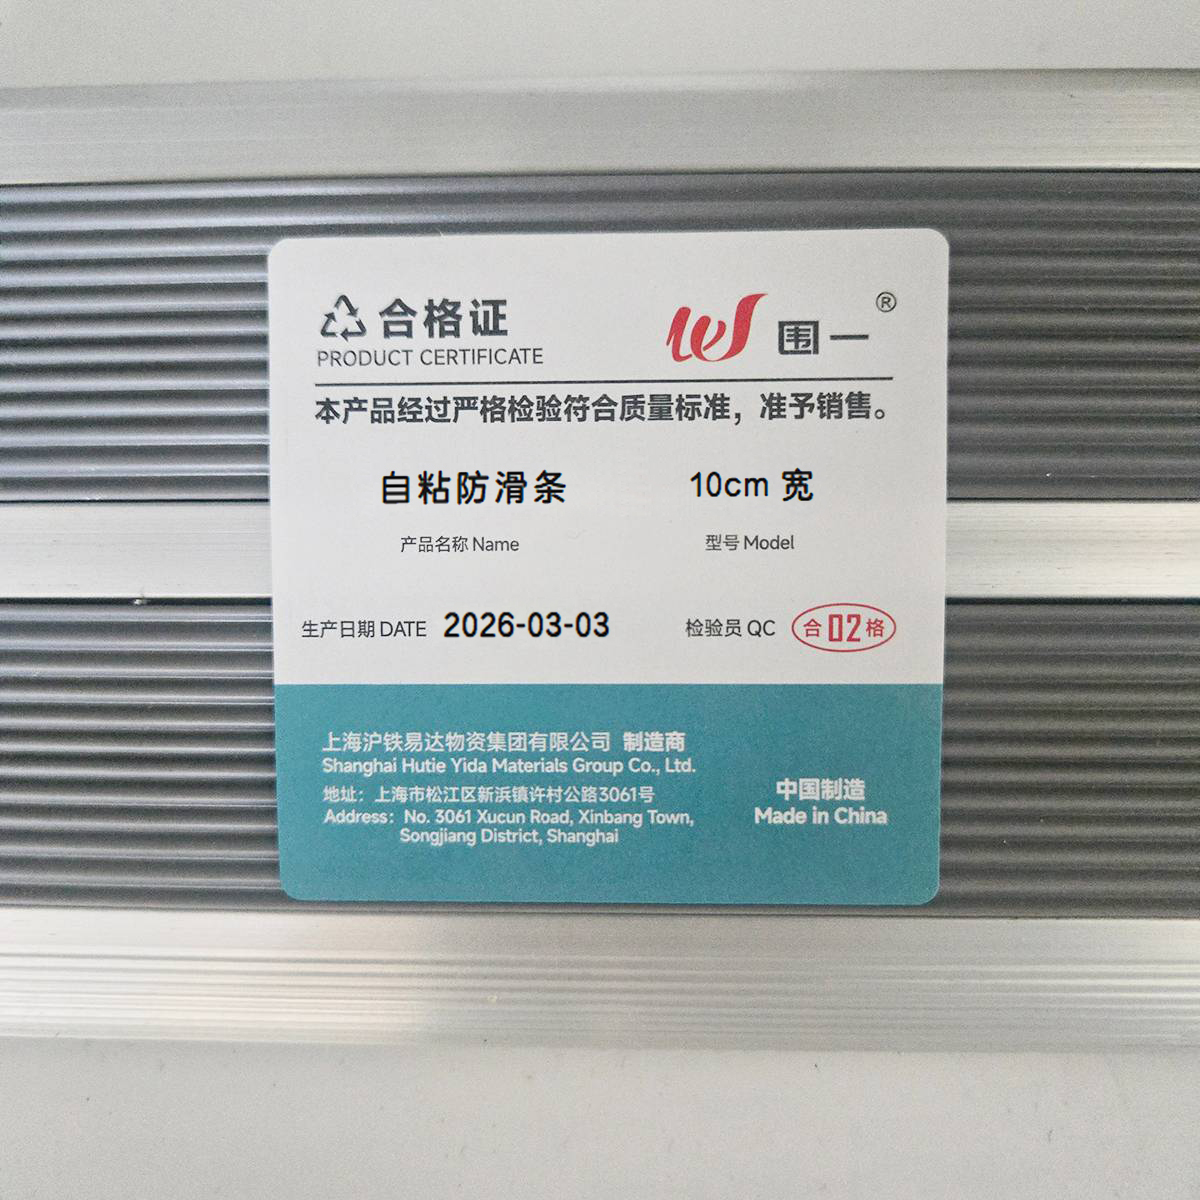 合格证
PRODUCT CERTIFICATE
围一®
本产品经过严格检验符合质量标准，准予销售。
自粘防滑条 10cm 宽
产品名称 Name 型号 Model
生产日期 DATE 2026-03-03 检验员 QC 合02格
上海沪铁易达物资集团有限公司 制造商
Shanghai Hutie Yida Materials Group Co., Ltd.
地址：上海市松江区新浜镇许村公路3061号
Address: No. 3061 Xucun Road, Xinbang Town,
Songjiang District, Shanghai
中国制造
Made in China